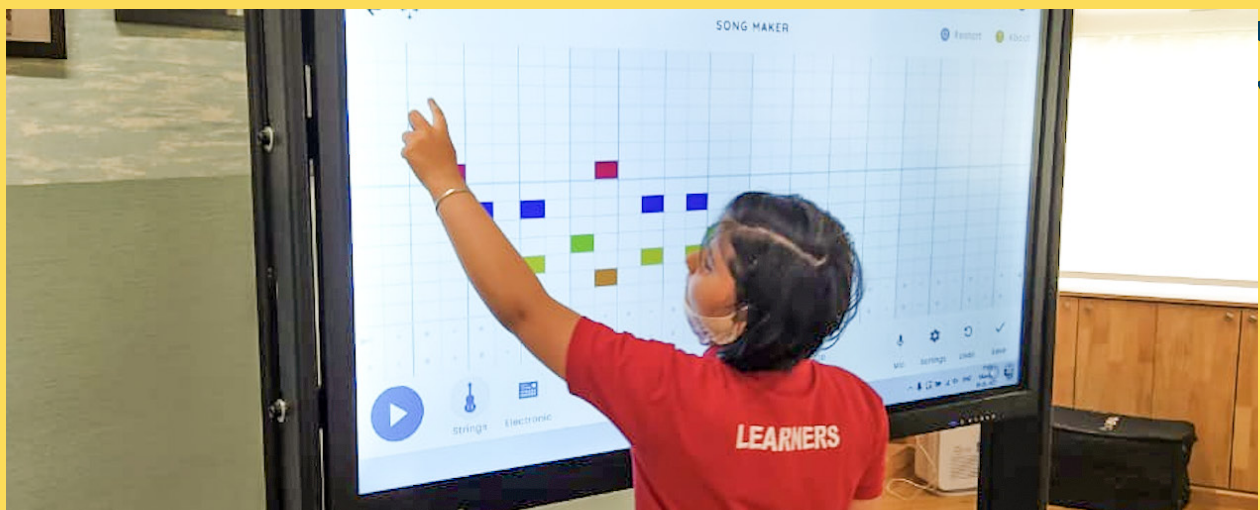 SONG MAKER
Restart
About
Mic
Settings
Undo
Save
Strings
Electronic
LEARNERS